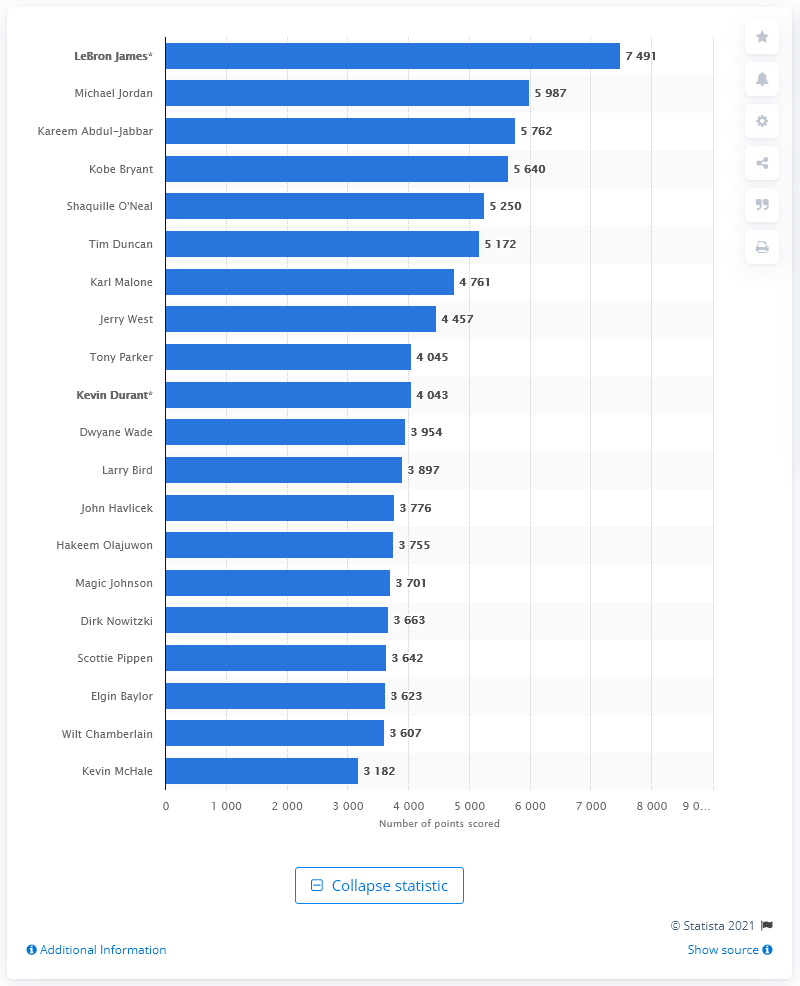 LeBron James* 7 491
Michael Jordan 5 987
Kareem Abdul-Jabbar 5 762
Kobe Bryant 5 640
Shaquille O'Neal 5 250
Tim Duncan 5 172
Karl Malone 4 761
Jerry West 4 457
Tony Parker 4 045
Kevin Durant* 4 043
Dwyane Wade 3 954
Larry Bird 3 897
John Havlicek 3 776
Hakeem Olajuwon 3 755
Magic Johnson 3 701
Dirk Nowitzki 3 663
Scottie Pippen 3 642
Elgin Baylor 3 623
Wilt Chamberlain 3 607
Kevin McHale 3 182
0 1 000 2 000 3 000 4 000 5 000 6 000 7 000 8 000 9 0...
Number of points scored
Collapse statistic
© Statista 2021
Additional Information Show source